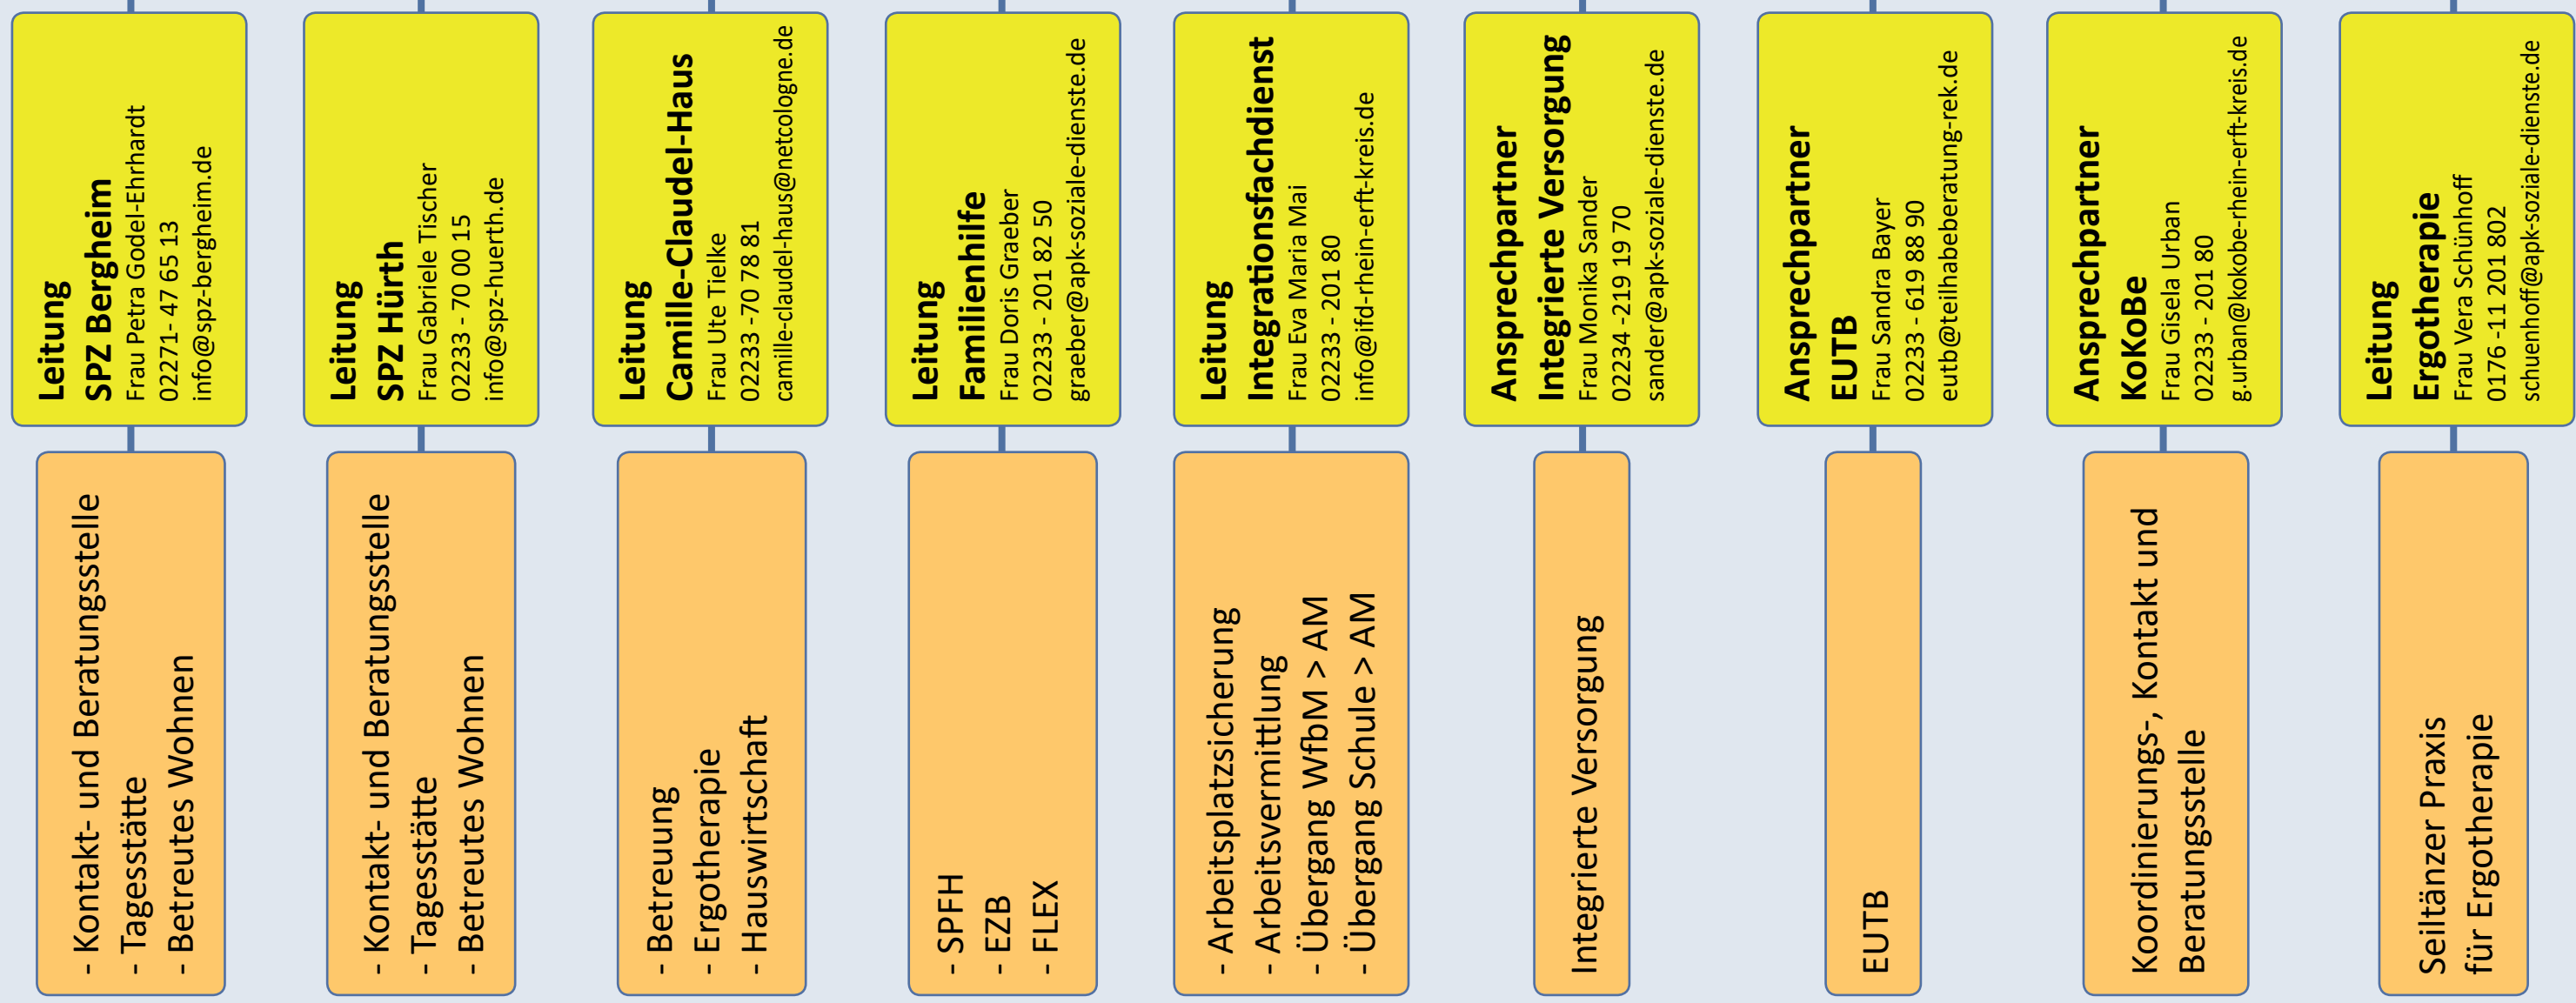 Leitung
SPZ Bergheim
Frau Petra Godel-Ehrhardt
02271- 47 65 13
info@spz-bergheim.de
- Kontakt- und Beratungsstelle
- Tagesstätte
- Betreutes Wohnen
Leitung
SPZ Hürth
Frau Gabriele Tischer
02233 - 70 00 15
info@spz-huerth.de
- Kontakt- und Beratungsstelle
- Tagesstätte
- Betreutes Wohnen
Leitung
Camille-Claudel-Haus
Frau Ute Tielke
02233 -70 78 81
camille-claudel-haus@netcologne.de
- Betreuung
- Ergotherapie
- Hauswirtschaft
Leitung
Familienhilfe
Frau Doris Graeber
02233 - 201 82 50
graeber@apk-soziale-dienste.de
- SPFH
- EZB
- FLEX
Leitung
Integrationsfachdienst
Frau Eva Maria Mai
02233 - 201 80
info@ifd-rhein-erft-kreis.de
- Arbeitsplatzsicherung
- Arbeitsvermittlung
- Übergang WfbM > AM
- Übergang Schule > AM
Ansprechpartner
Integrierte Versorgung
Frau Monika Sander
02234 -219 19 70
sander@apk-soziale-dienste.de
Integrierte Versorgung
Ansprechpartner
EUTB
Frau Sandra Bayer
02233 - 619 88 90
eutb@teilhabeberatung-rek.de
EUTB
Ansprechpartner
KoKoBe
Frau Gisela Urban
02233 - 201 80
g.urban@kokobe-rhein-erft-kreis.de
Koordinierungs-, Kontakt und
Beratungsstelle
Leitung
Ergotherapie
Frau Vera Schünhoff
0176 -11 201 802
schuenhoff@apk-soziale-dienste.de
Seiltänzer Praxis
für Ergotherapie